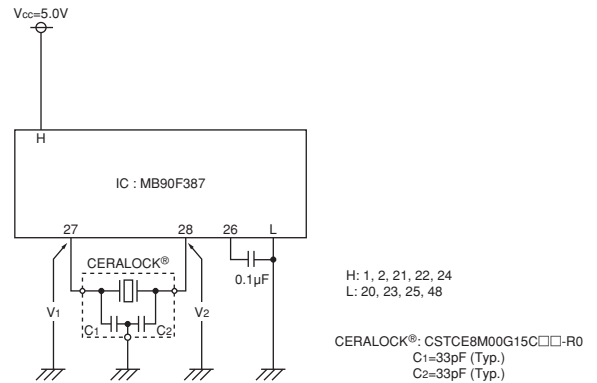 Vcc=5.0V
H
IC : MB90F387
27
28
26
L
CERALOCK®
0.1µF
V1
C1
C2
V2
H: 1, 2, 21, 22, 24
L: 20, 23, 25, 48
CERALOCK®: CSTCE8M00G15C□□-R0
C1=33pF (Typ.)
C2=33pF (Typ.)